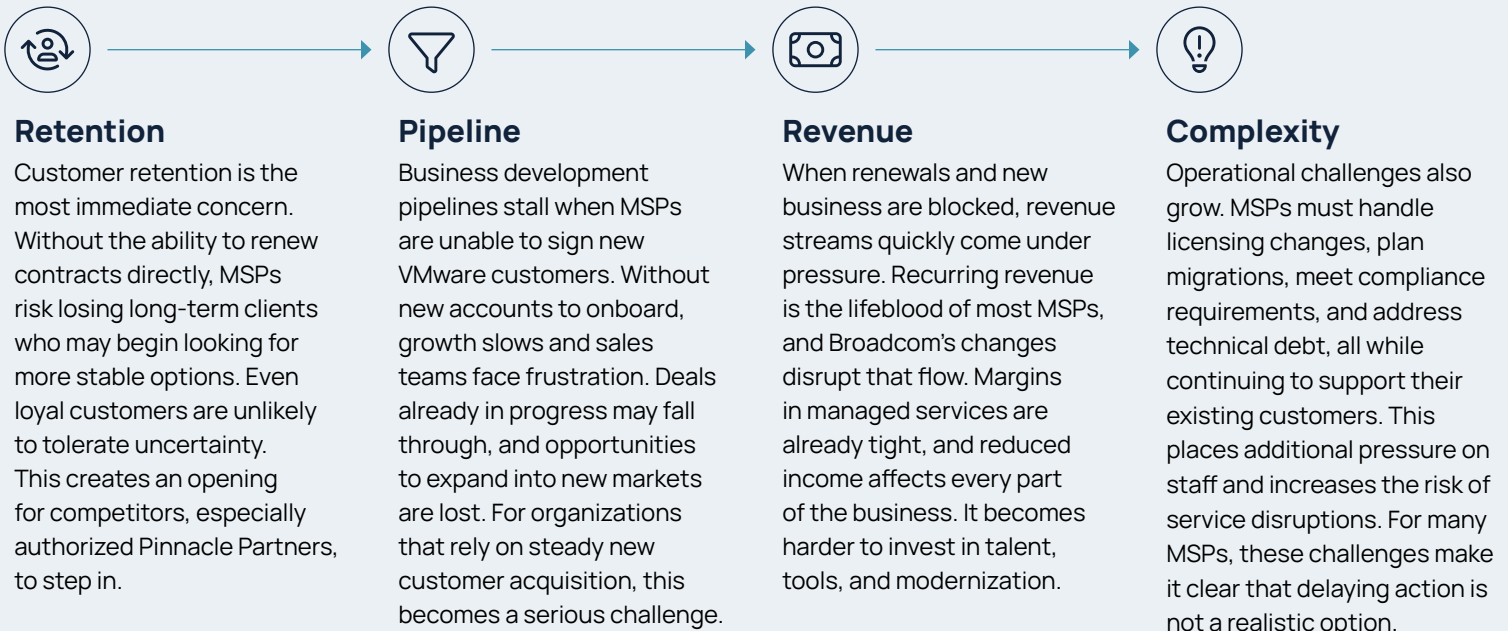 Retention
Customer retention is the
most immediate concern.
Without the ability to renew
contracts directly, MSPs
risk losing long-term clients
who may begin looking for
more stable options. Even
loyal customers are unlikely
to tolerate uncertainty.
This creates an opening
for competitors, especially
authorized Pinnacle Partners,
to step in.
Pipeline
Business development
pipelines stall when MSPs
are unable to sign new
VMware customers. Without
new accounts to onboard,
growth slows and sales
teams face frustration. Deals
already in progress may fall
through, and opportunities
to expand into new markets
are lost. For organizations
that rely on steady new
customer acquisition, this
becomes a serious challenge.
Revenue
When renewals and new
business are blocked, revenue
streams quickly come under
pressure. Recurring revenue
is the lifeblood of most MSPs,
and Broadcom’s changes
disrupt that flow. Margins
in managed services are
already tight, and reduced
income affects every part
of the business. It becomes
harder to invest in talent,
tools, and modernization.
Complexity
Operational challenges also
grow. MSPs must handle
licensing changes, plan
migrations, meet compliance
requirements, and address
technical debt, all while
continuing to support their
existing customers. This
places additional pressure on
staff and increases the risk of
service disruptions. For many
MSPs, these challenges make
it clear that delaying action is
not a realistic option.